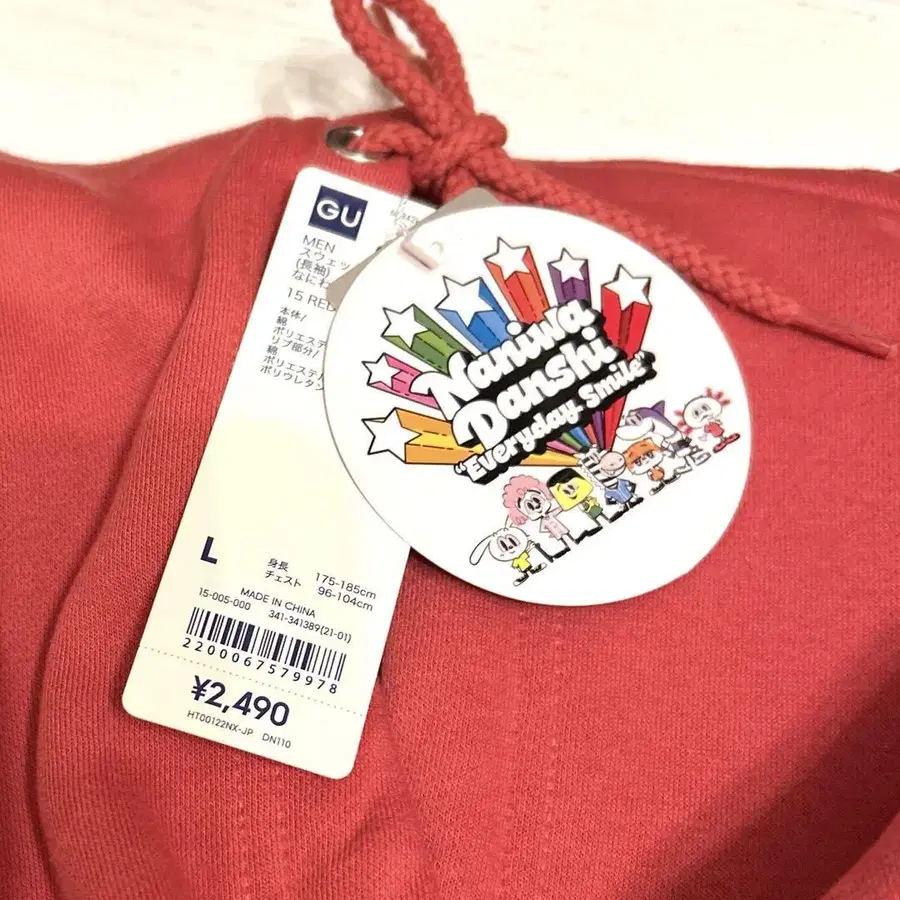 GU
MEN
スウェッ
(長袖)
なにわ
15 RED
本体/
綿
ポリエステ
リブ部分/
綿
ポリエステル
ポリウレタン
L
身長 175-185cm
チェスト 96-104cm
MADE IN CHINA
15-005-000 341-341389(21-01)
2200067579978
¥2,490
HT00122NX-JP DN110
Naniwa
Danshi
"Everyday Smile"